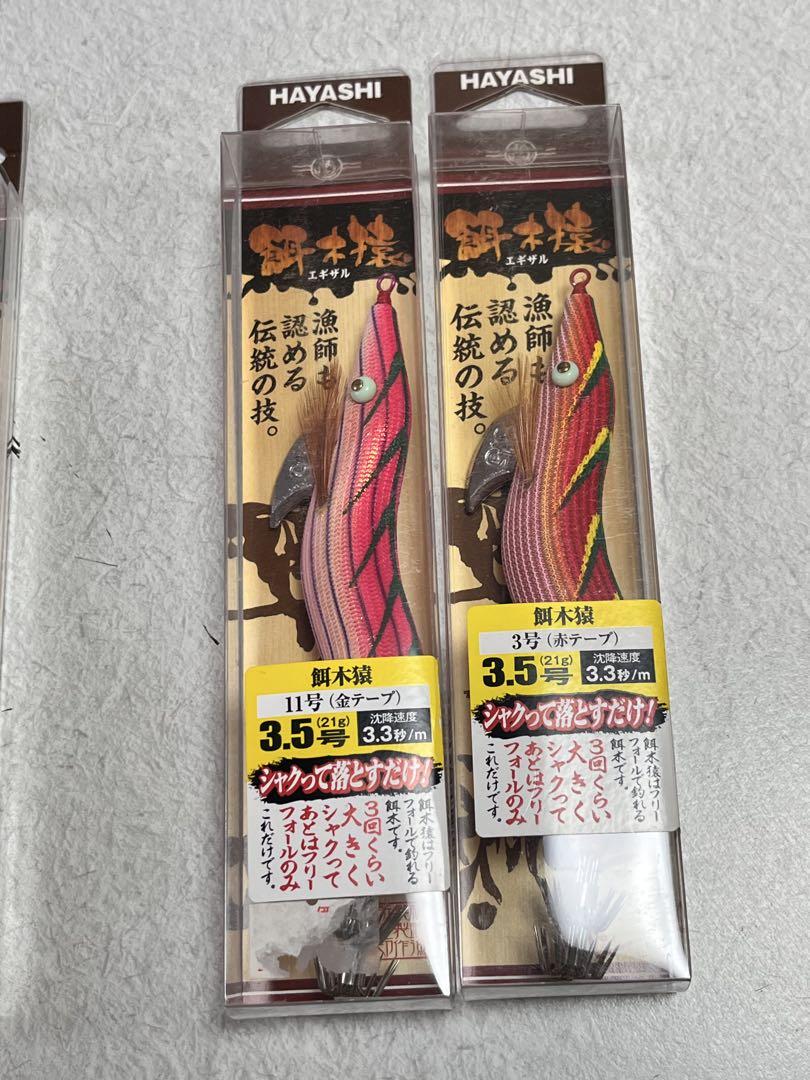 HAYASHI
餌木猿
エギザル
漁師も
認める
伝統の技。
餌木猿
11号(金テープ)
3.5号
(21g)
沈降速度
3.3秒/m
シャクって落とすだけ!
餌木猿はフリー
フォールで釣れる
餌木です。
3回くらい
大きく
シャクって
あとはフリー
フォールのみ
これだけです。
HAYASHI
餌木猿
エギザル
漁師も
認める
伝統の技。
餌木猿
3号(赤テープ)
3.5号
(21g)
沈降速度
3.3秒/m
シャクって落とすだけ!
餌木猿はフリー
フォールで釣れる
餌木です。
3回くらい
大きく
シャクって
あとはフリー
フォールのみ
これだけです。